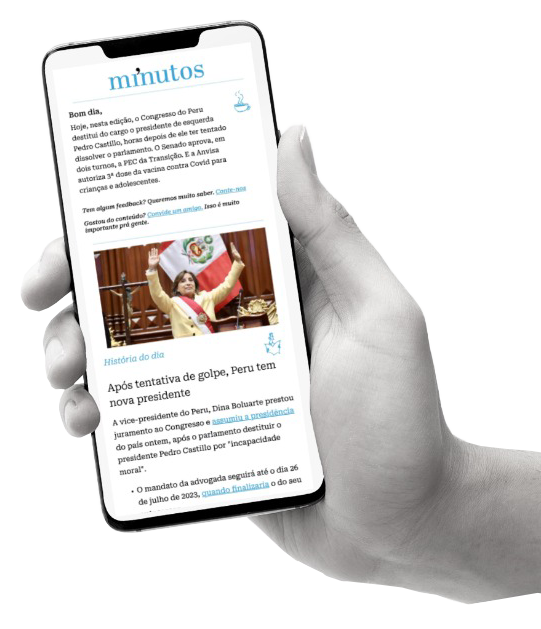 minutos
Bom dia,
Hoje, nesta edição, o Congresso do Peru
destitui do cargo o presidente de esquerda
Pedro Castillo, horas depois de ele ter tentado
dissolver o parlamento. O Senado aprova, em
dois turnos, a PEC da Transição. E a Anvisa
autoriza 3ª dose da vacina contra Covid para
crianças e adolescentes.
Tem algum feedback? Queremos muito saber. Conte-nos
Gostou do conteúdo? Convide um amigo. Isso é muito
importante prá gente.
História do dia
Após tentativa de golpe, Peru tem
nova presidente
A vice-presidente do Peru, Dina Boluarte prestou
juramento ao Congresso e assumiu a presidência
do país ontem, após o parlamento destituir o
presidente Pedro Castillo por "incapacidade
moral".
• O mandato da advogada seguirá até o dia 26
de julho de 2023, quando finalizaria o do seu